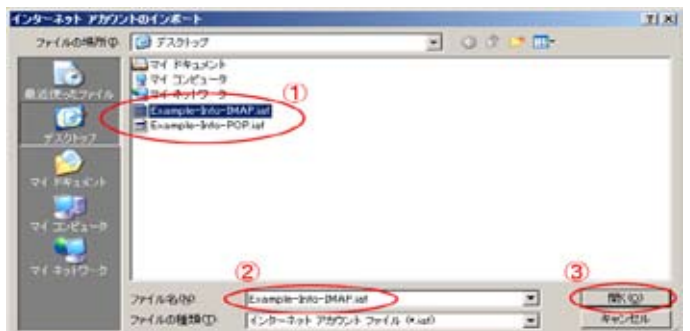 インターネット アカウントのインポート
ファイルの場所(I):
デスクトップ
最近使ったファイル
デスクトップ
マイ ドキュメント
マイ コンピュータ
マイ ネットワーク
マイ ドキュメント
マイ コンピュータ
マイ ネットワーク
①
Example-Info-IMAP.iaf
Example-Info-POP.iaf
②
③
ファイル名(N):
Example-Info-IMAP.iaf
開く(O)
ファイルの種類(T):
インターネット アカウント ファイル (*.iaf)
キャンセル